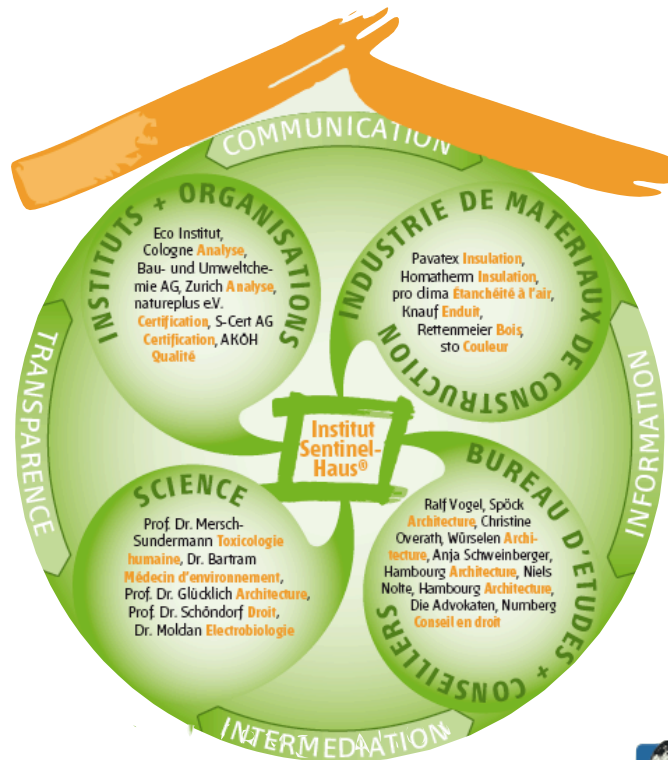 COMMUNICATION
INSTITUTS + ORGANISATIONS
Eco Institut,
Cologne Analyse,
Bau- und Umweltche-
mie AG, Zurich Analyse,
natureplus e.V.
Certification, S-Cert AG
Certification, AKÖH
Qualité
INDUSTRIE DE MATERIAUX DE CONSTRUCTION
Pavatex Insulation,
Homatherm Insulation,
pro clima Étanchéité à l'air,
Knauf Enduit,
Rettenmeier Bois,
sto Couleur
TRANSPARENCE
INFORMATION
Institut
Sentinel-
Haus®
SCIENCE
Prof. Dr. Mersch-
Sundermann Toxicologie
humaine, Dr. Bartram
Médecin d'environnement,
Prof. Dr. Glücklich Architecture,
Prof. Dr. Schöndorf Droit,
Dr. Moldan Electrobiologie
BUREAU D'ETUDES + CONSEILLERS
Ralf Vogel, Spöck
Architecture, Christine
Overath, Würselen Archi-
tecture, Anja Schweinberger,
Hambourg Architecture, Niels
Nolte, Hambourg Architecture,
Die Advokaten, Nurnberg
Conseil en droit
INTERMEDIATION